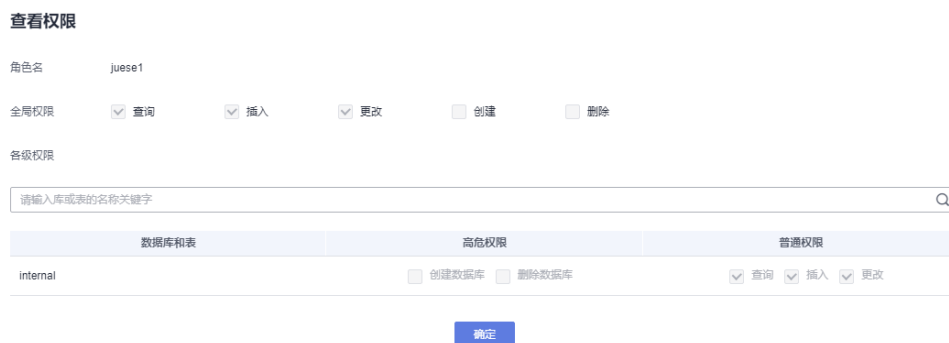 查看权限
角色名 juese1
全局权限 查询 插入 更改 创建 删除
各级权限
请输入库或表的名称关键字
数据库和表 高危权限 普通权限
internal 创建数据库 删除数据库 查询 插入 更改
确定